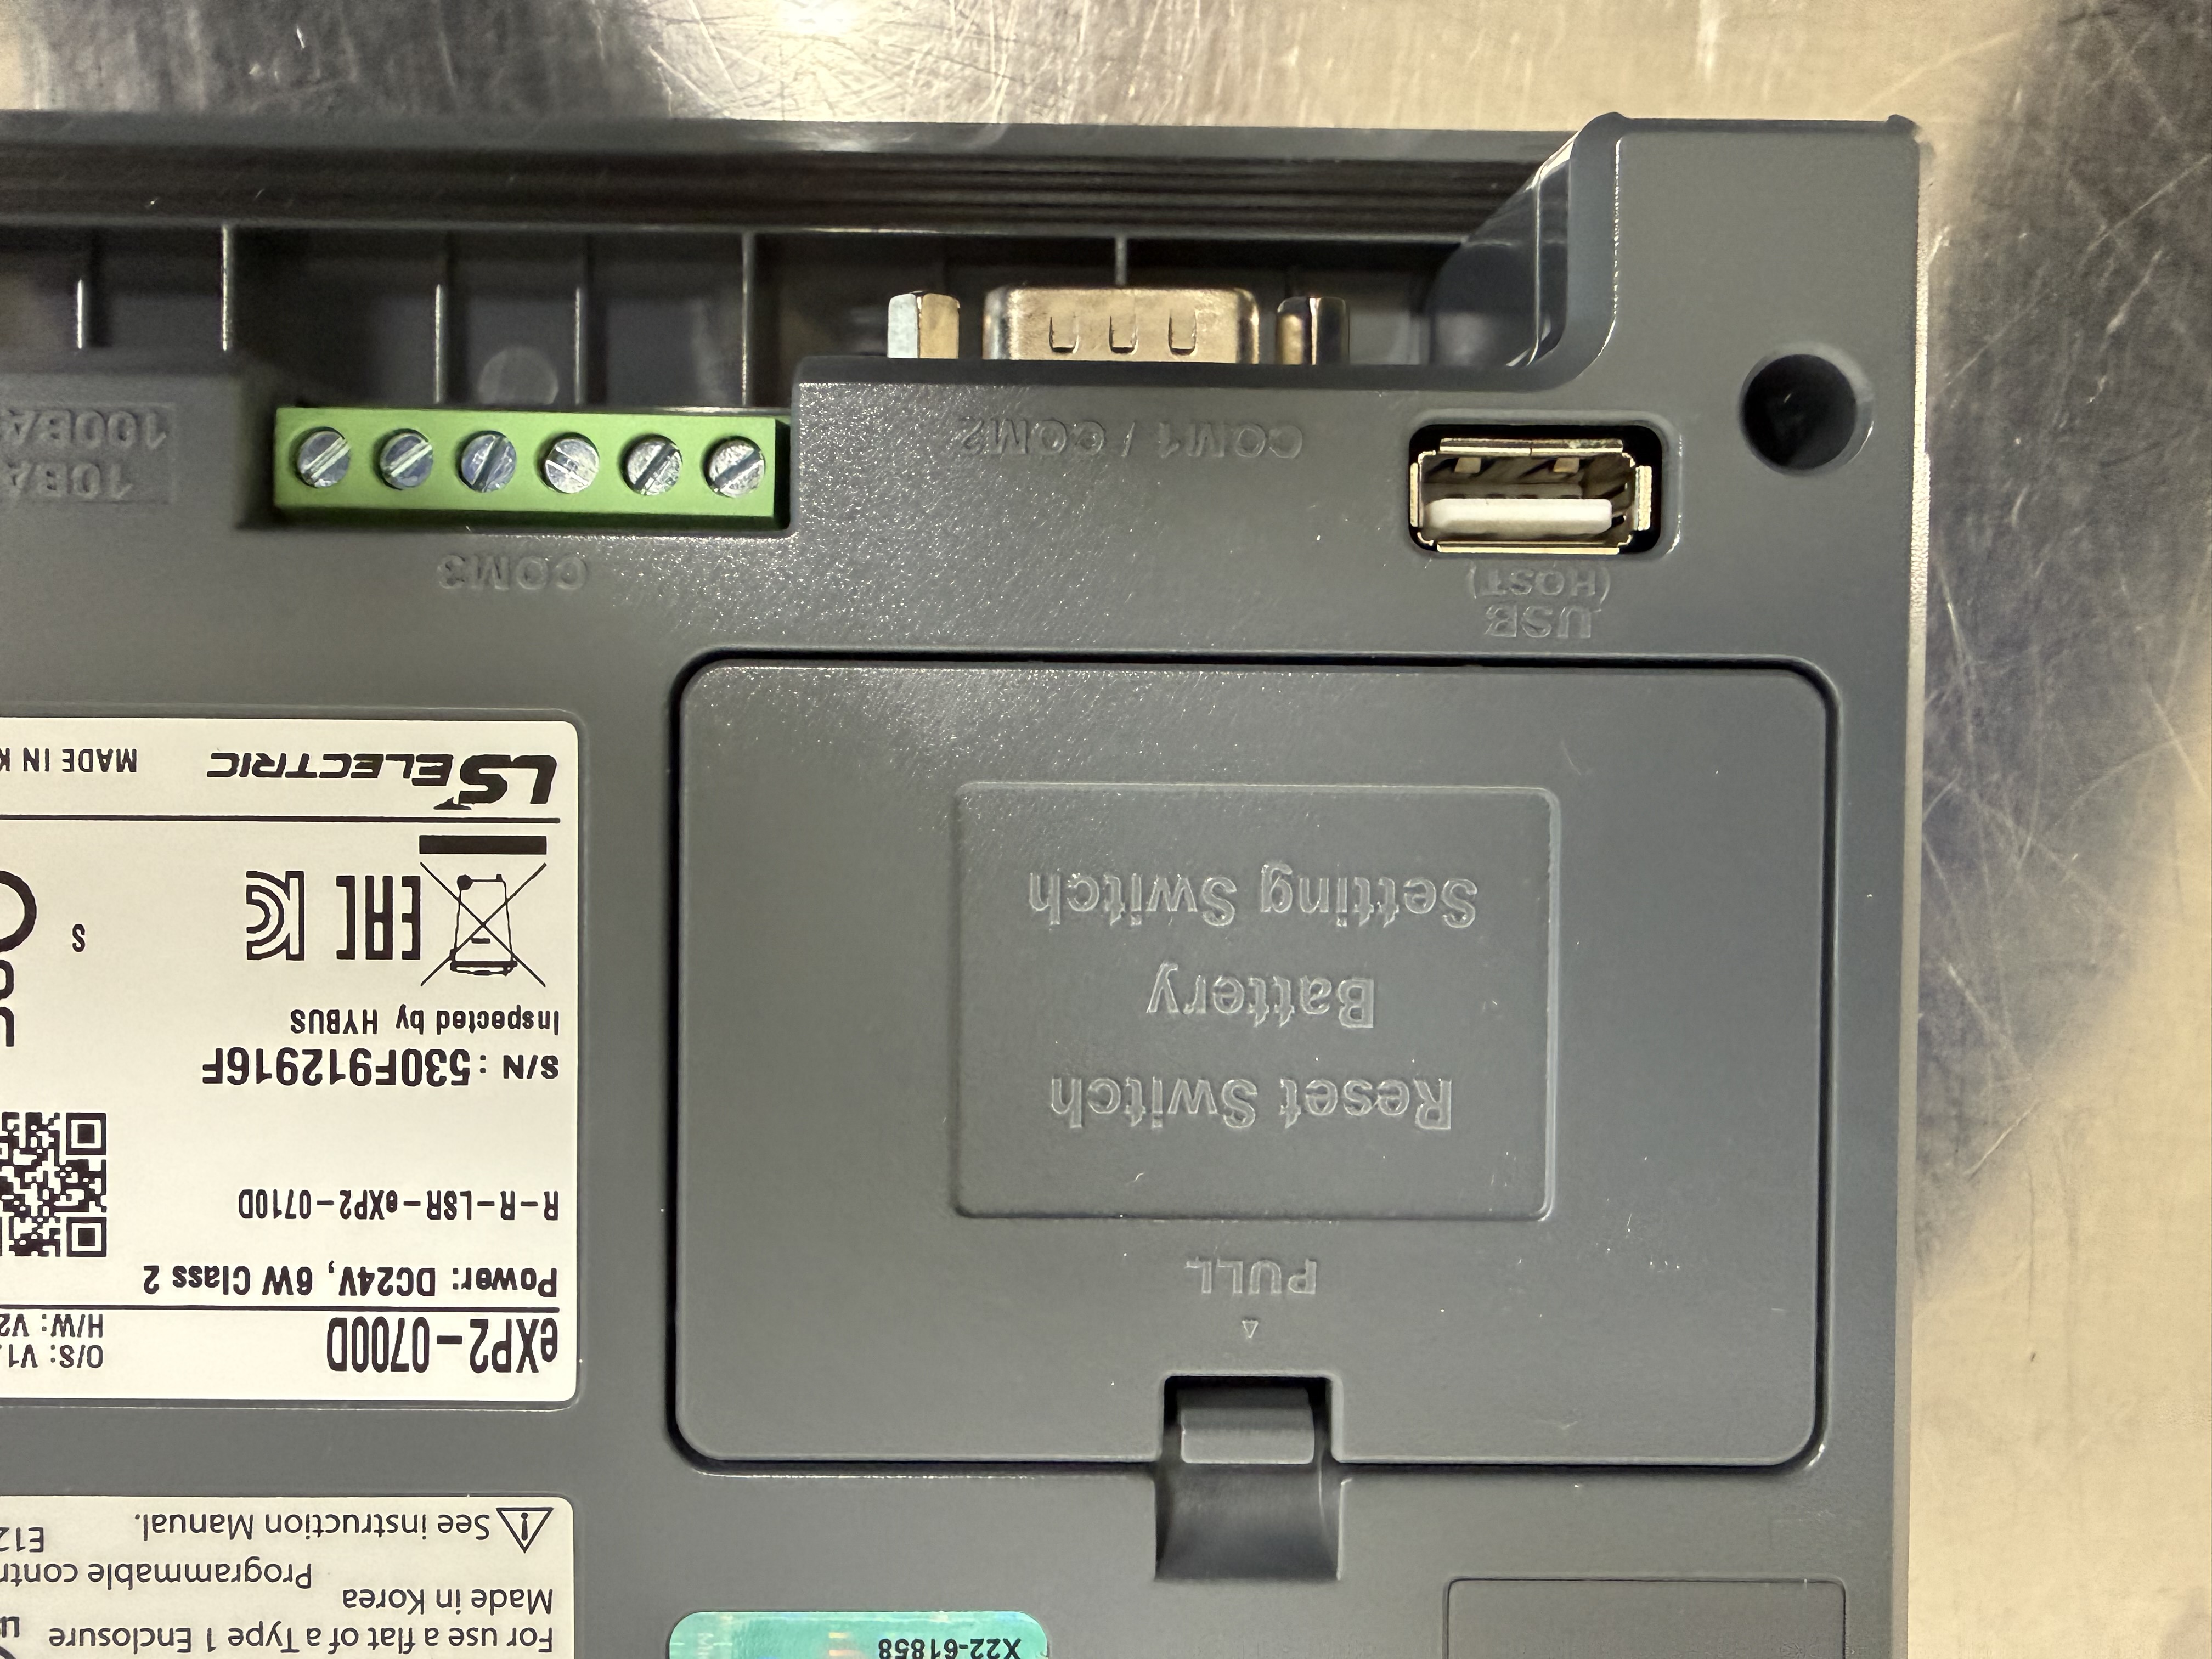 X22-61858
For use a flat of a Type 1 Enclosure
Made in Korea
Programmable
See instruction Manual.
eXP2-0700D
O/S:
H/W:
Power: DC24V, 6W Class 2
R-R-LSR-eXP2-0710D
S/N : 530F912916F
Inspected by HYBUS
EAC
S
LS ELECTRIC
MADE IN
PULL
Reset Switch
Battery
Setting Switch
USB
(HOST)
COM3
COM1 / COM2